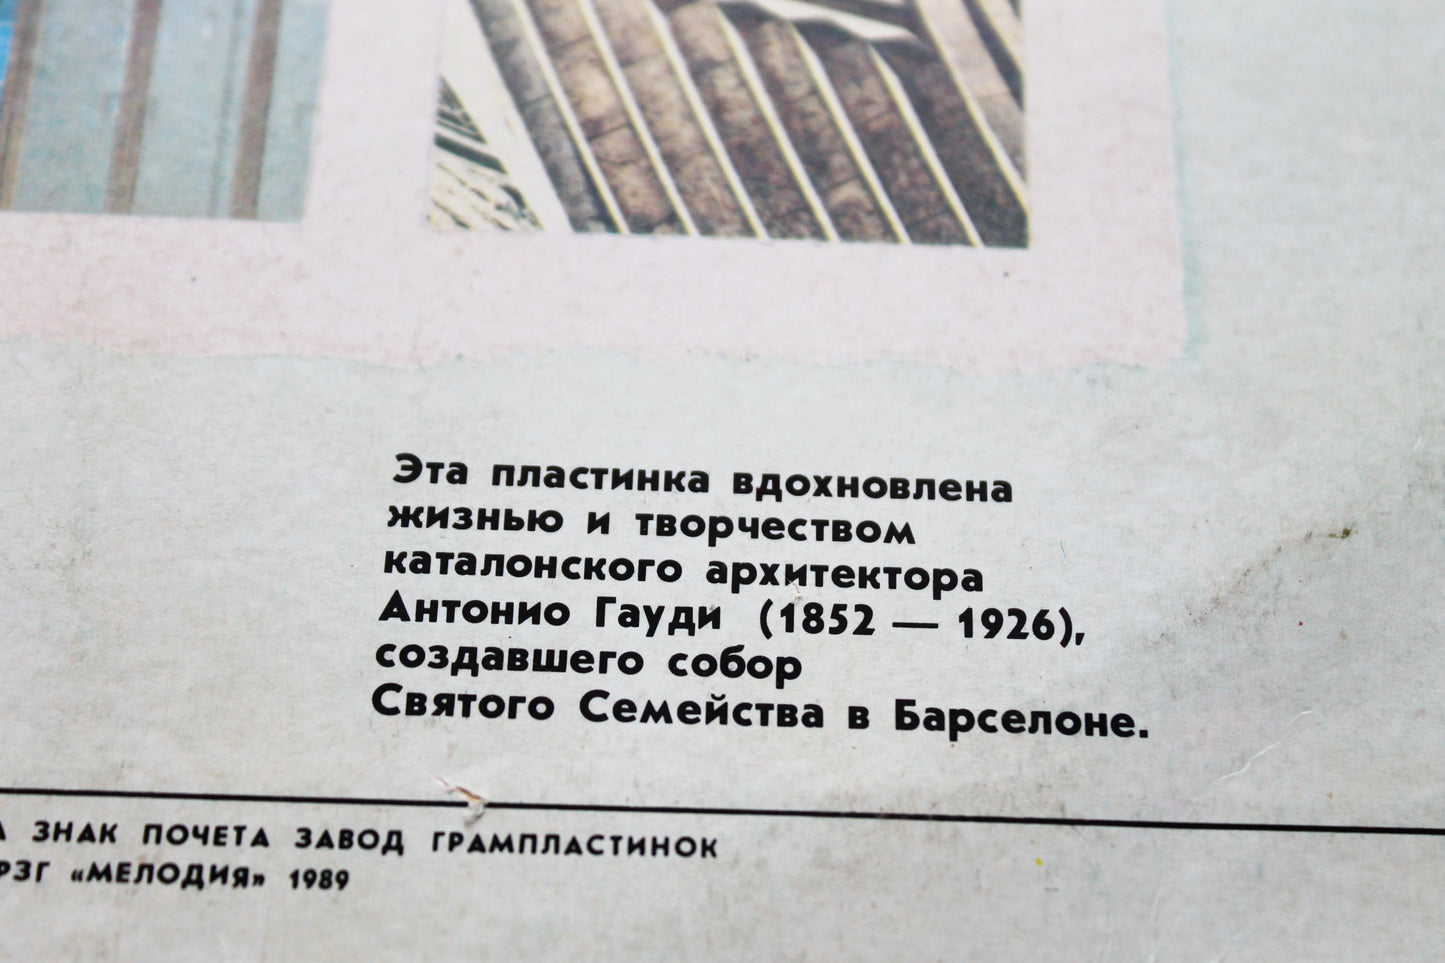 Эта пластинка вдохновлена
жизнью и творчеством
каталонского архитектора
Антонио Гауди (1852 — 1926),
создавшего собор
Святого Семейства в Барселоне.
ЗНАК ПОЧЕТА ЗАВОД ГРАМПЛАСТИНОК
РЗГ «МЕЛОДИЯ» 1989